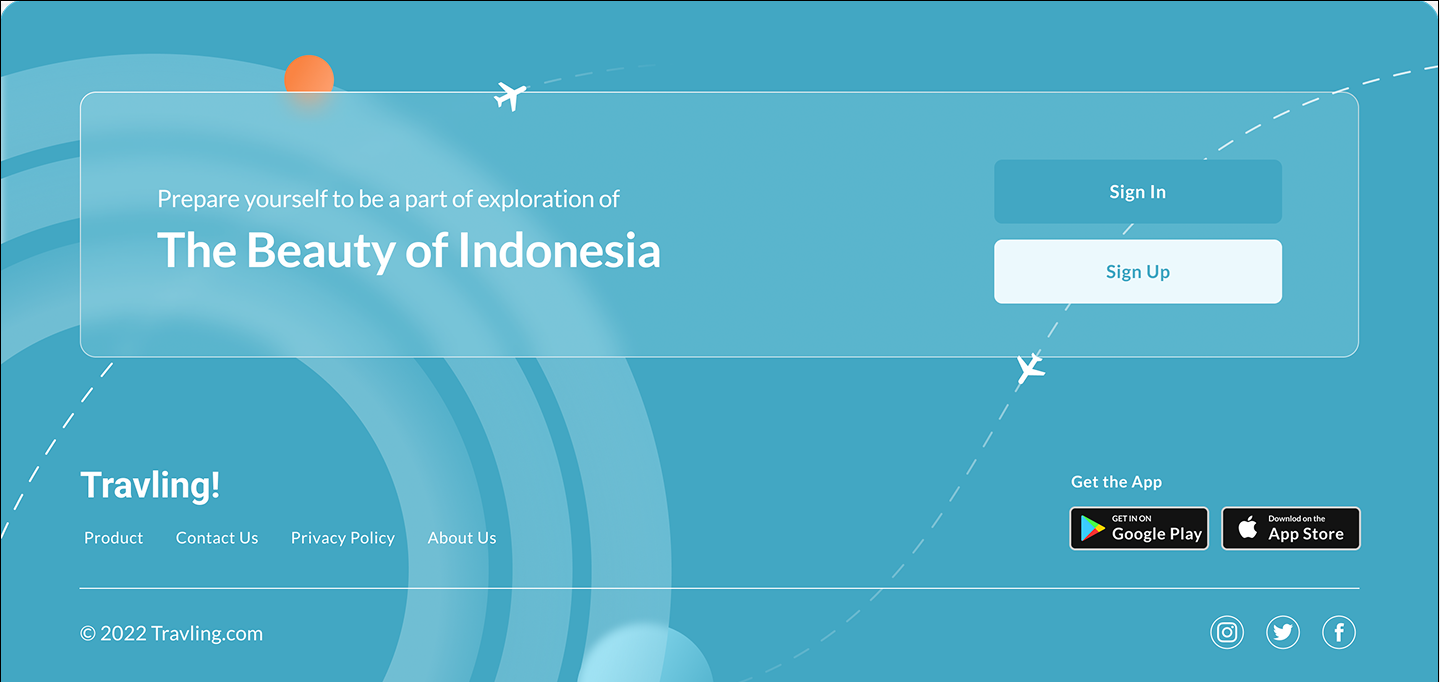 Prepare yourself to be a part of exploration of
The Beauty of Indonesia
Sign In
Sign Up
Travling!
Product Contact Us Privacy Policy About Us
Get the App
GET IN ON
Google Play
Downlod on the
App Store
© 2022 Travling.com